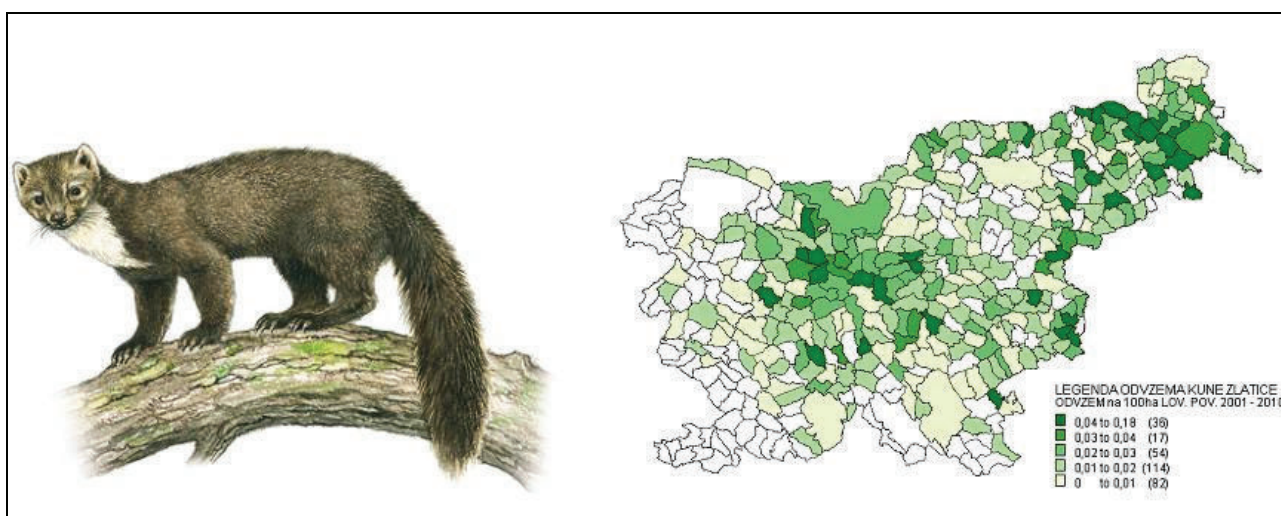 LEGENDA ODVZEMA KUNE ZLATICE
ODVZEM na 100ha LOV. POV. 2001 - 2010
0,04 to 0,18 (36)
0,03 to 0,04 (17)
0,02 to 0,03 (54)
0,01 to 0,02 (114)
0 to 0,01 (82)